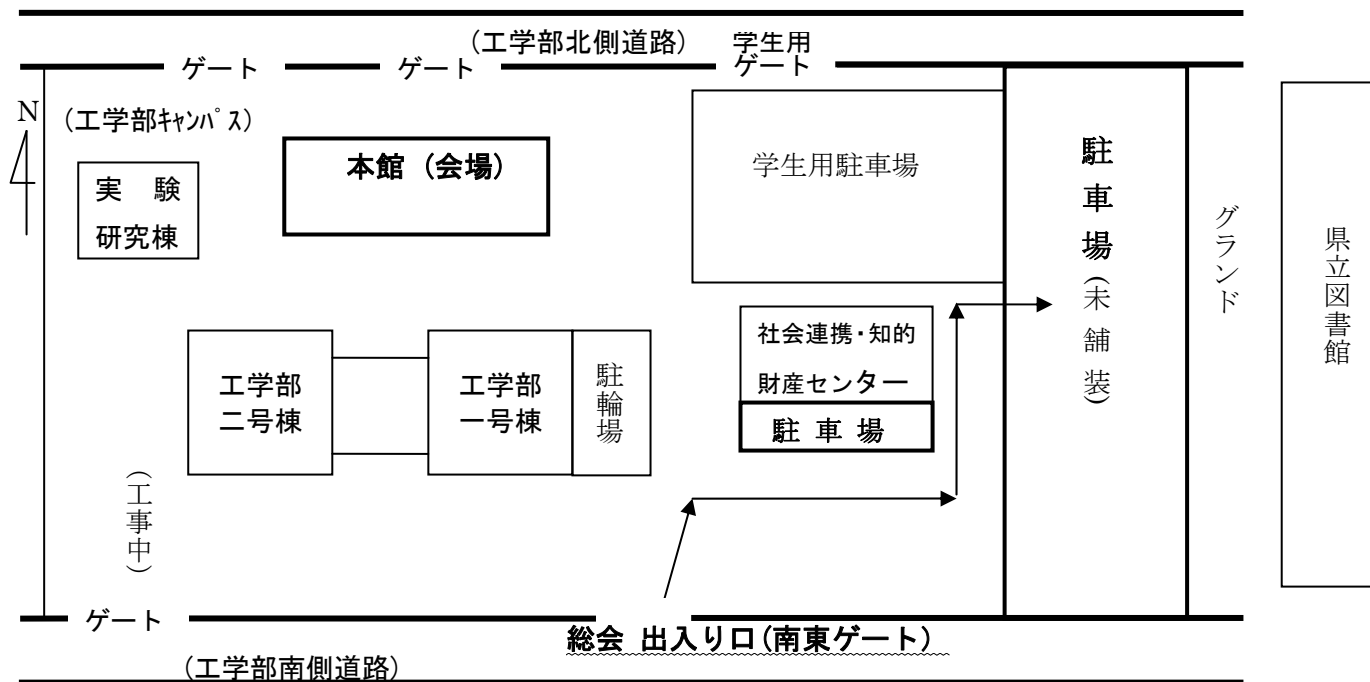 (工学部北側道路)
学生用
ゲート
ゲート
ゲート
N
(工学部ｷｬﾝﾊﾟｽ)
実 験
研究棟
本館 (会場)
学生用駐車場
駐車場(未舗装)
グランド
県立図書館
社会連携・知的
財産センター
駐 車 場
工学部
二号棟
工学部
一号棟
駐輪場
(工事中)
ゲート
総会 出入り口(南東ゲート)
(工学部南側道路)